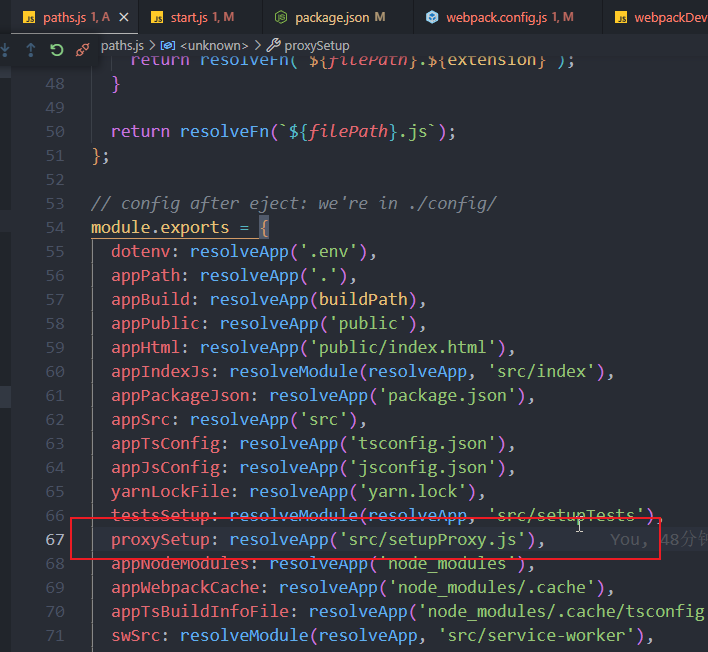 paths.js 1, A
start.js 1, M
package.json M
webpack.config.js 1, M
webpackDev
paths.js > <unknown> > proxySetup
return resolveFn(`${filePath}.${extension}`);
48 }
49
50 return resolveFn(`${filePath}.js`);
51 };
52
53 // config after eject: we're in ./config/
54 module.exports = {
55 dotenv: resolveApp('.env'),
56 appPath: resolveApp('.'),
57 appBuild: resolveApp(buildPath),
58 appPublic: resolveApp('public'),
59 appHtml: resolveApp('public/index.html'),
60 appIndexJs: resolveModule(resolveApp, 'src/index'),
61 appPackageJson: resolveApp('package.json'),
62 appSrc: resolveApp('src'),
63 appTsConfig: resolveApp('tsconfig.json'),
64 appJsConfig: resolveApp('jsconfig.json'),
65 yarnLockFile: resolveApp('yarn.lock'),
66 testsSetup: resolveModule(resolveApp, 'src/setupTests'),
67 proxySetup: resolveApp('src/setupProxy.js'), You, 48分钟
68 appNodeModules: resolveApp('node_modules'),
69 appWebpackCache: resolveApp('node_modules/.cache'),
70 appTsBuildInfoFile: resolveApp('node_modules/.cache/tsconfig
71 swSrc: resolveModule(resolveApp, 'src/service-worker'),